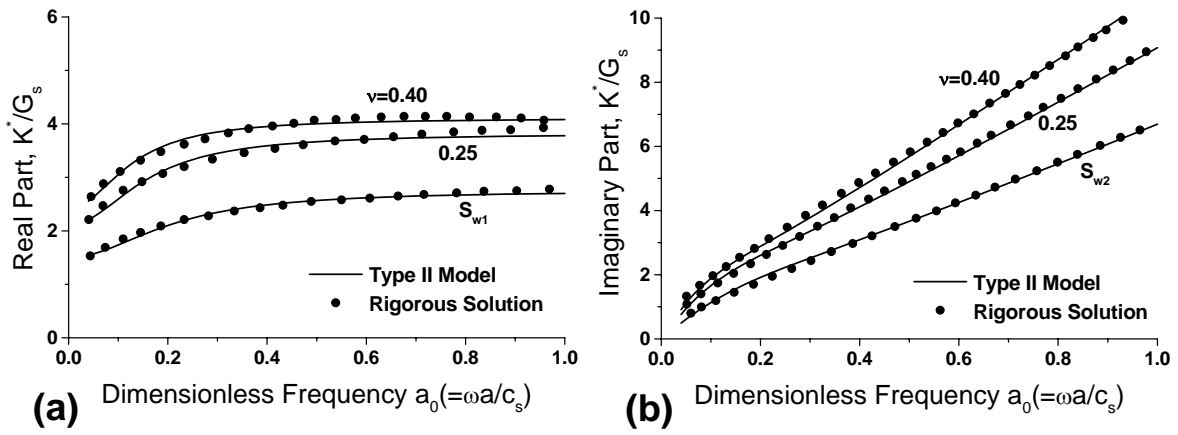 6
4
2
0
Real Part, K*/Gs
ν=0.40
0.25
Sw1
Type II Model
Rigorous Solution
0.0 0.2 0.4 0.6 0.8 1.0
(a)
Dimensionless Frequency a0(=ωa/cs)
10
8
6
4
2
0
Imaginary Part, K*/Gs
ν=0.40
0.25
Sw2
Type II Model
Rigorous Solution
0.0 0.2 0.4 0.6 0.8 1.0
(b)
Dimensionless Frequency a0(=ωa/cs)